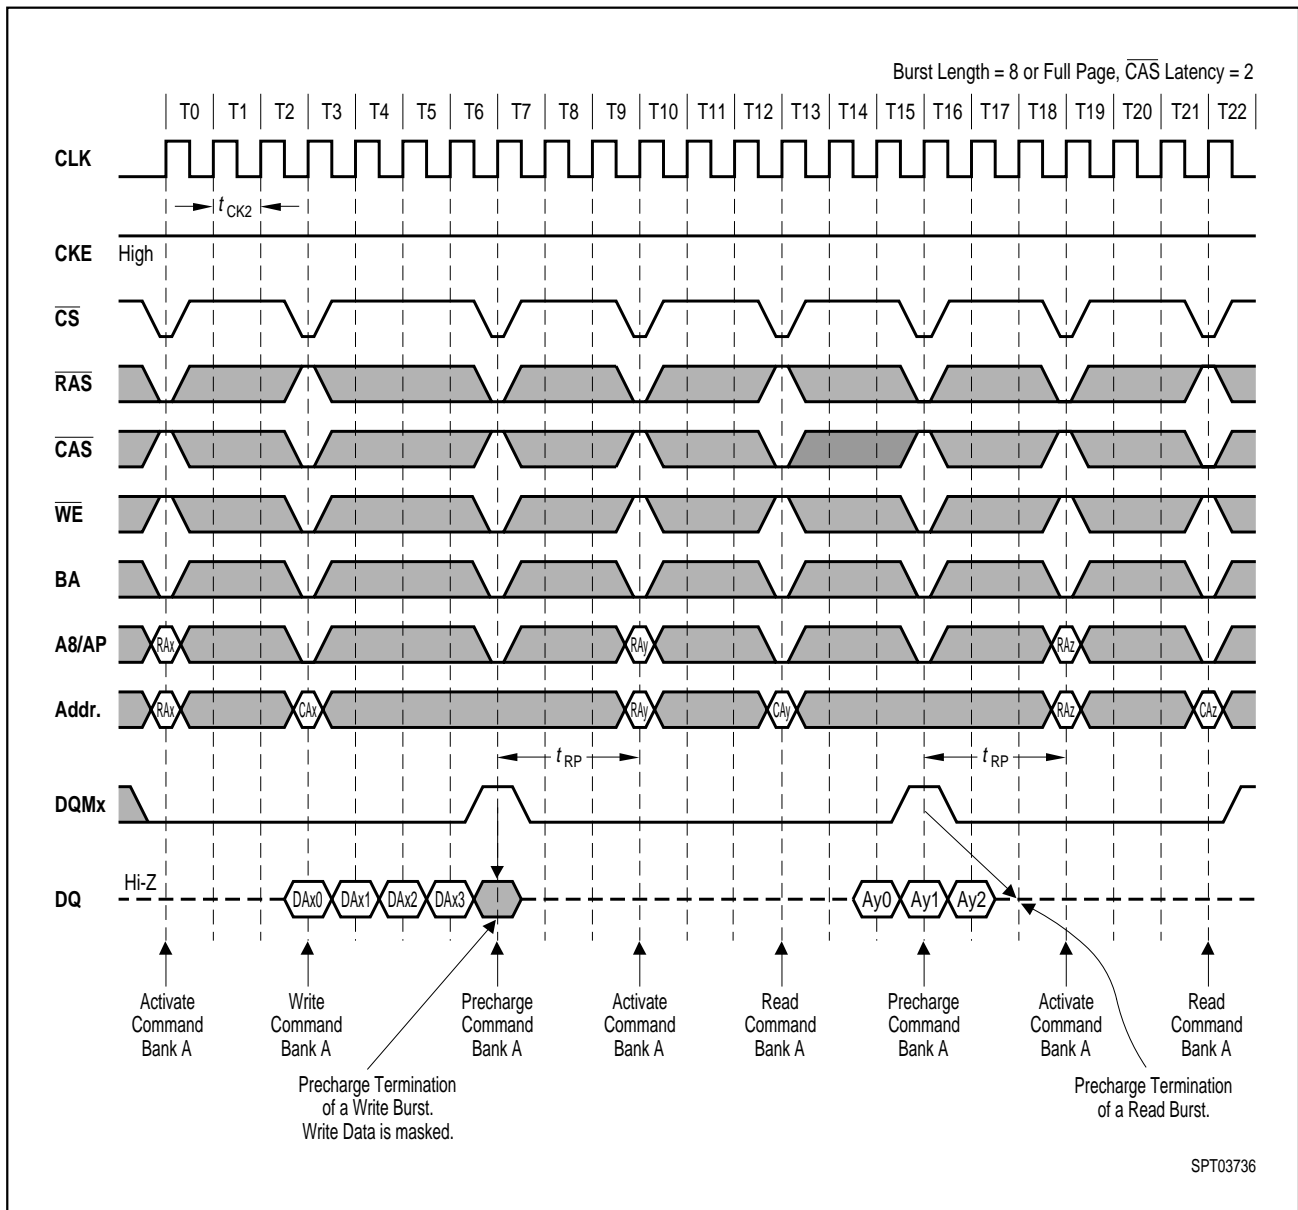 Burst Length = 8 or Full Page, CAS Latency = 2
T0 T1 T2 T3 T4 T5 T6 T7 T8 T9 T10 T11 T12 T13 T14 T15 T16 T17 T18 T19 T20 T21 T22
CLK
t CK2
CKE High
CS
RAS
CAS
WE
BA
A8/AP RAx RAy RAz
Addr. RAx CAx RAy CAy RAz CAz
t RP t RP
DQMx
Hi-Z
DQ DAx0 DAx1 DAx2 DAx3 Ay0 Ay1 Ay2
Activate Write Precharge Activate Read Precharge Activate Read
Command Command Command Command Command Command Command Command
Bank A Bank A Bank A Bank A Bank A Bank A Bank A Bank A
Precharge Termination
of a Write Burst.
Write Data is masked.
Precharge Termination
of a Read Burst.
SPT03736